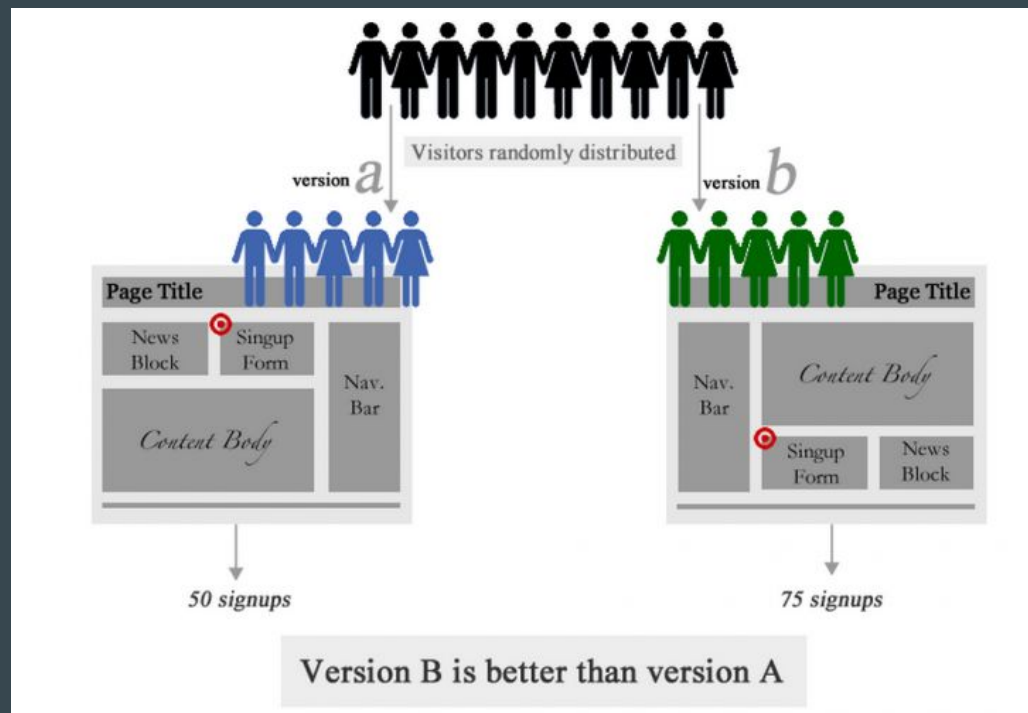 Visitors randomly distributed
version a
version b
Page Title
News
Block
Singup
Form
Nav.
Bar
Content Body
Page Title
Nav.
Bar
Content Body
Singup
Form
News
Block
50 signups
75 signups
Version B is better than version A